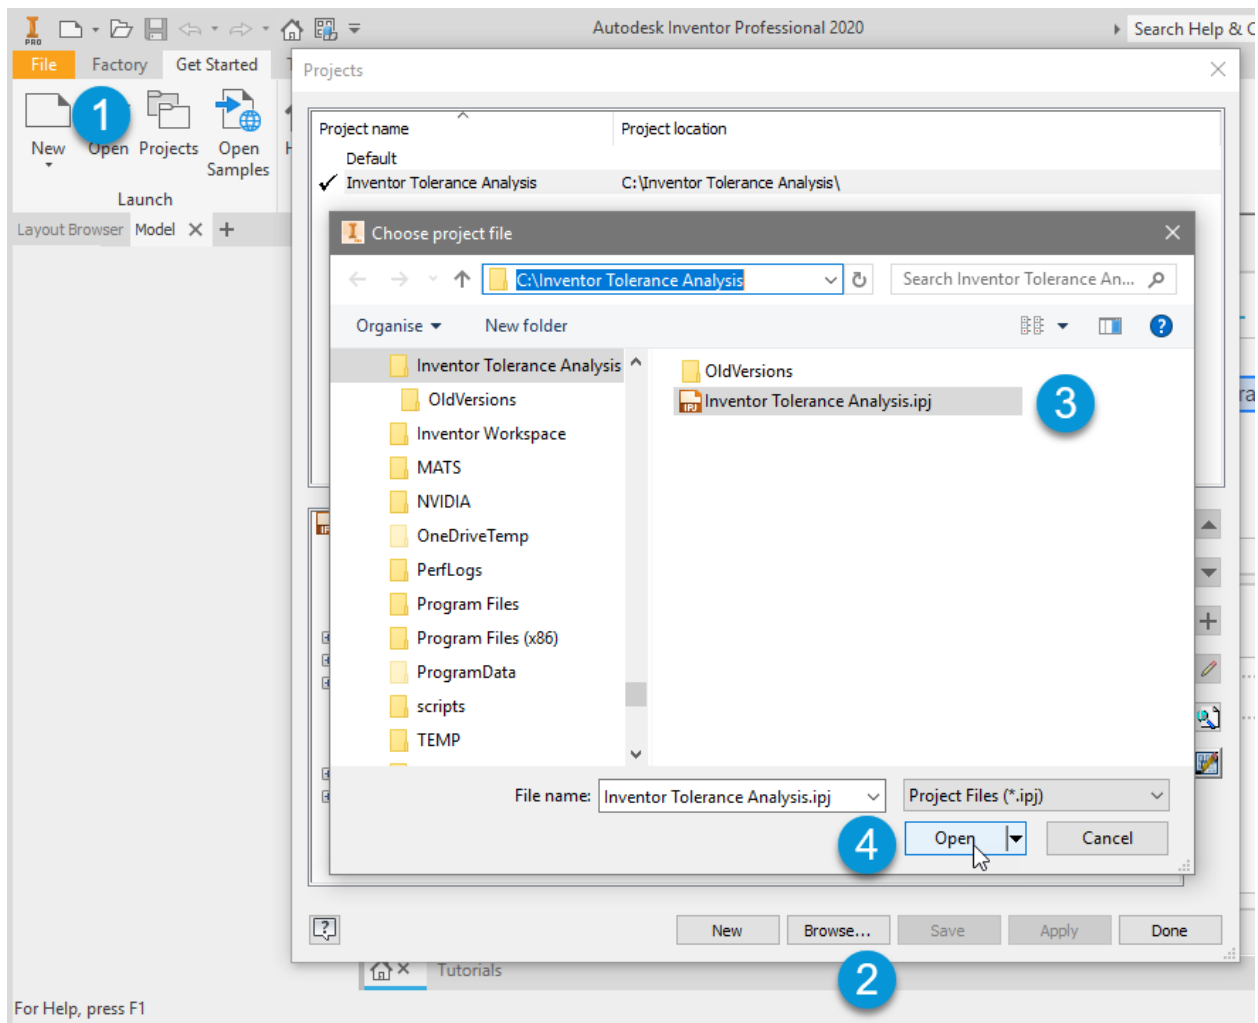 PRO
Autodesk Inventor Professional 2020
Search Help & C
File
Factory
Get Started
Projects
1
New
Open
Projects
Open
Samples
Launch
Layout Browser
Model
Project name
Project location
Default
Inventor Tolerance Analysis
C:\Inventor Tolerance Analysis\
Choose project file
C:\Inventor Tolerance Analysis
Search Inventor Tolerance An...
Organise
New folder
Inventor Tolerance Analysis
OldVersions
Inventor Workspace
MATS
NVIDIA
OneDriveTemp
PerfLogs
Program Files
Program Files (x86)
ProgramData
scripts
TEMP
OldVersions
IPJ
Inventor Tolerance Analysis.ipj
3
File name:
Inventor Tolerance Analysis.ipj
Project Files (*.ipj)
4
Open
Cancel
New
Browse...
Save
Apply
Done
2
Tutorials
For Help, press F1